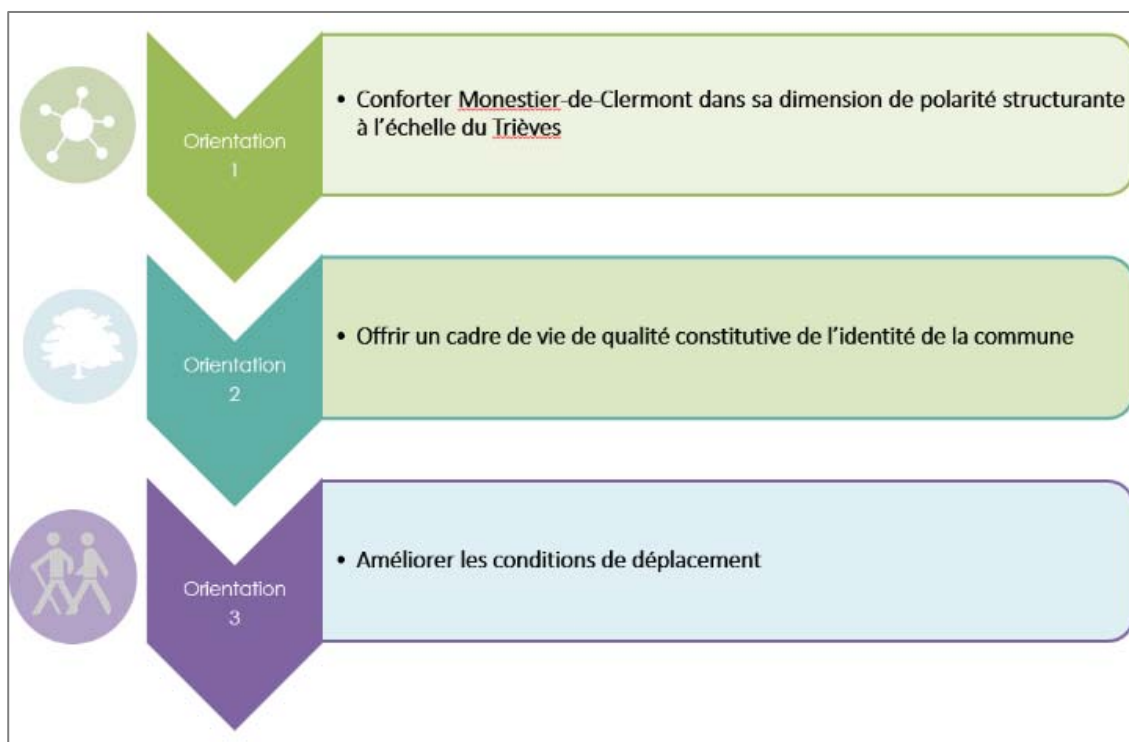 Orientation
1
• Conforter Monestier-de-Clermont dans sa dimension de polarité structurante
à l'échelle du Trièves
Orientation
2
• Offrir un cadre de vie de qualité constitutive de l'identité de la commune
Orientation
3
• Améliorer les conditions de déplacement